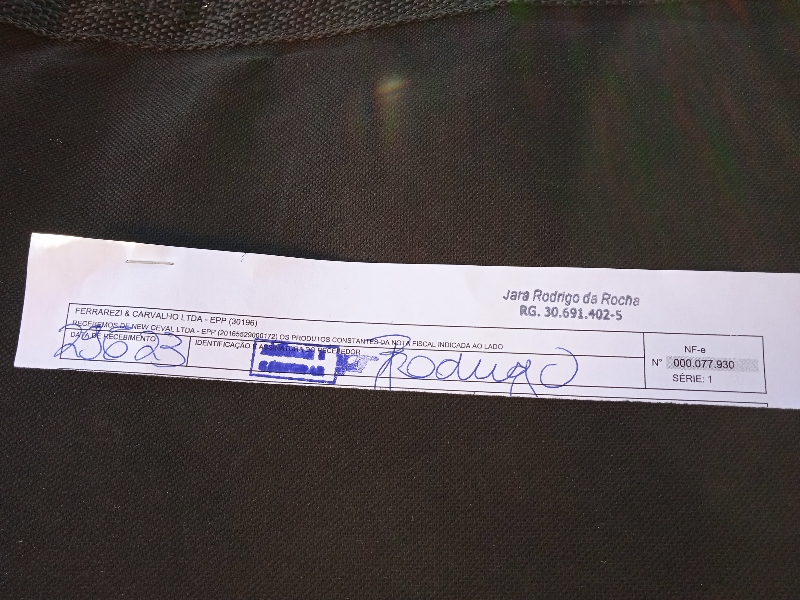 Jara Rodrigo da Rocha
RG. 30.691.402-5
FERRAREZI & CARVALHO LTDA - EPP (30196)
RECEBEMOS DE NEW CEVAL LTDA - EPP (20165629000172) OS PRODUTOS CONSTANTES DA NOTA FISCAL INDICADA AO LADO
DATA DE RECEBIMENTO
IDENTIFICAÇÃO E ASSINATURA DO RECEBEDOR
Rodrigo
NF-e
N° 000.077.930
SÉRIE: 1